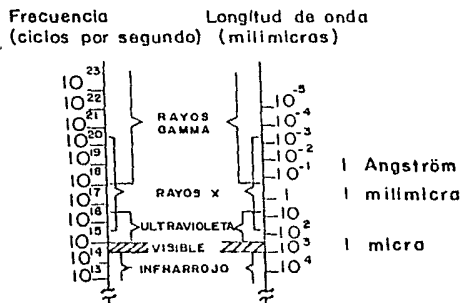 Frecuencia Longitud de onda
(ciclos por segundo) (milimicras)
10²³
10²² 10⁻⁵
10²¹ RAYOS 10⁻⁴
10²⁰ GAMMA 10⁻³
10¹⁹ 10⁻²
10¹⁸ 10⁻¹ 1 Angström
10¹⁷ RAYOS X 1 1 milimicra
10¹⁶ 10
10¹⁵ ULTRAVIOLETA 10²
10¹⁴ VISIBLE 10³ 1 micra
10¹³ INFRARROJO 10⁴